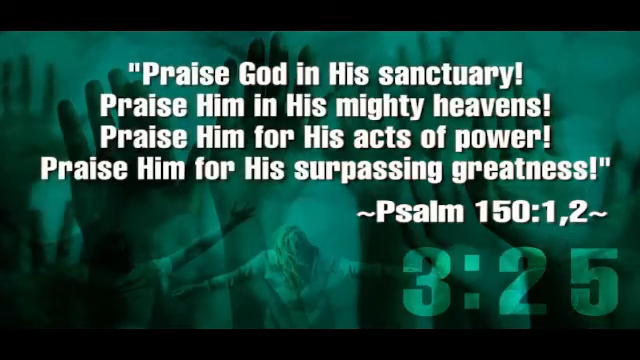 "Praise God in His sanctuary!
Praise Him in His mighty heavens!
Praise Him for His acts of power!
Praise Him for His surpassing greatness!"
~Psalm 150:1,2~
3:25